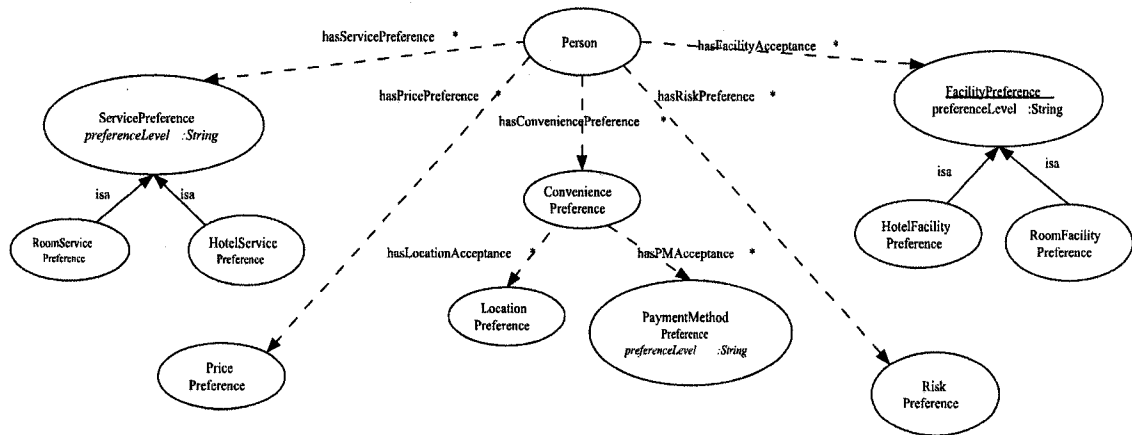 Person
hasServicePreference *
hasFacilityAcceptance *
ServicePreference
preferenceLevel :String
hasPricePreference *
hasRiskPreference *
hasConveniencePreference *
FacilityPreference
preferenceLevel :String
isa
isa
isa
isa
Convenience
Preference
RoomService
Preference
HotelService
Preference
HotelFacility
Preference
RoomFacility
Preference
hasLocationAcceptance *
hasPMAcceptance *
Location
Preference
PaymentMethod
Preference
preferenceLevel :String
Price
Preference
Risk
Preference